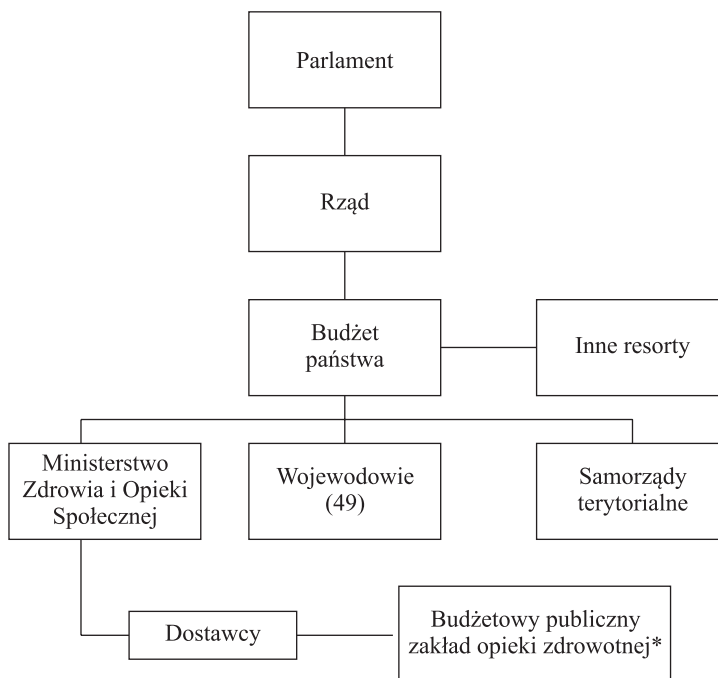 Parlament
Rząd
Budżet
państwa
Inne resorty
Ministerstwo
Zdrowia i Opieki
Społecznej
Wojewodowie
(49)
Samorządy
terytorialne
Dostawcy
Budżetowy publiczny
zakład opieki zdrowotnej*